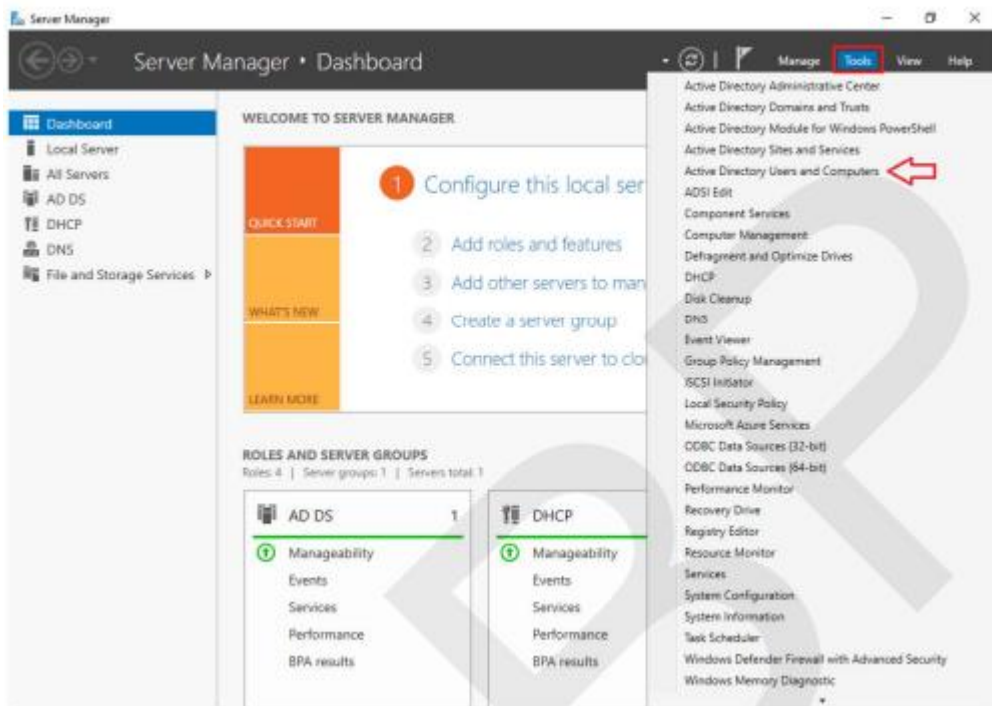 Server Manager
Server Manager • Dashboard
Manage Tools View Help
Dashboard
Local Server
All Servers
AD DS
DHCP
DNS
File and Storage Services
WELCOME TO SERVER MANAGER
QUICK START
WHAT'S NEW
LEARN MORE
1 Configure this local ser
2 Add roles and features
3 Add other servers to man
4 Create a server group
5 Connect this server to clo
ROLES AND SERVER GROUPS
Roles: 4 | Server groups: 1 | Servers total: 1
AD DS 1
Manageability
Events
Services
Performance
BPA results
DHCP
Manageability
Events
Services
Performance
BPA results
Active Directory Administrative Center
Active Directory Domains and Trusts
Active Directory Module for Windows PowerShell
Active Directory Sites and Services
Active Directory Users and Computers
ADSI Edit
Component Services
Computer Management
Defragment and Optimize Drives
DHCP
Disk Cleanup
DNS
Event Viewer
Group Policy Management
iSCSI Initiator
Local Security Policy
Microsoft Azure Services
ODBC Data Sources (32-bit)
ODBC Data Sources (64-bit)
Performance Monitor
Recovery Drive
Registry Editor
Resource Monitor
Services
System Configuration
System Information
Task Scheduler
Windows Defender Firewall with Advanced Security
Windows Memory Diagnostic